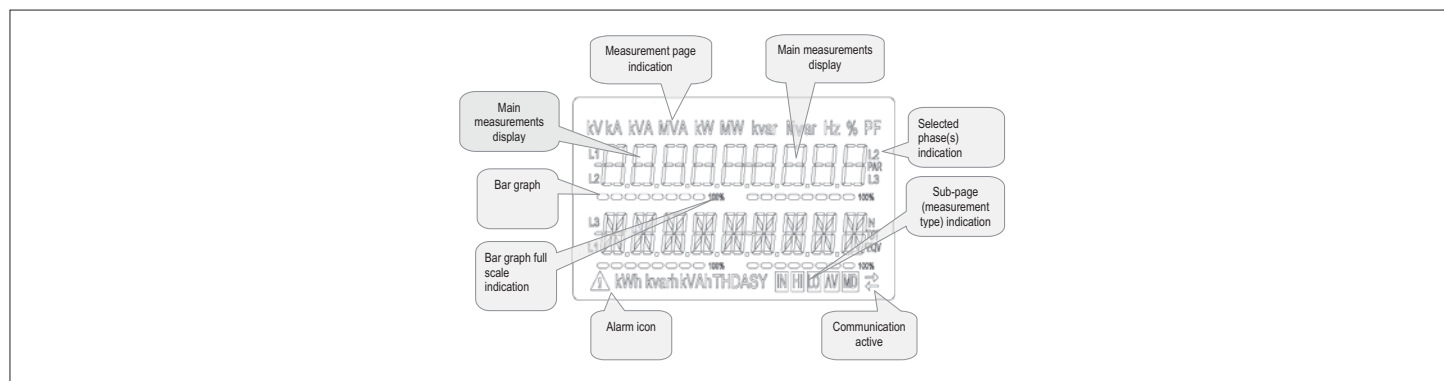 Measurement page
indication
Main measurements
display
Main
measurements
display
kV kA kVA MVA kW MW kvar Mvar Hz % PF
Selected
phase(s)
indication
L1
L2
PAR
L2
L3
Bar graph
100%
100%
Sub-page
(measurement
type) indication
L3
N
L1
EQV
Bar graph full
scale
indication
100%
100%
kWh kvarh kVAh THD ASY IN HI LO AV MD
Alarm icon
Communication
active